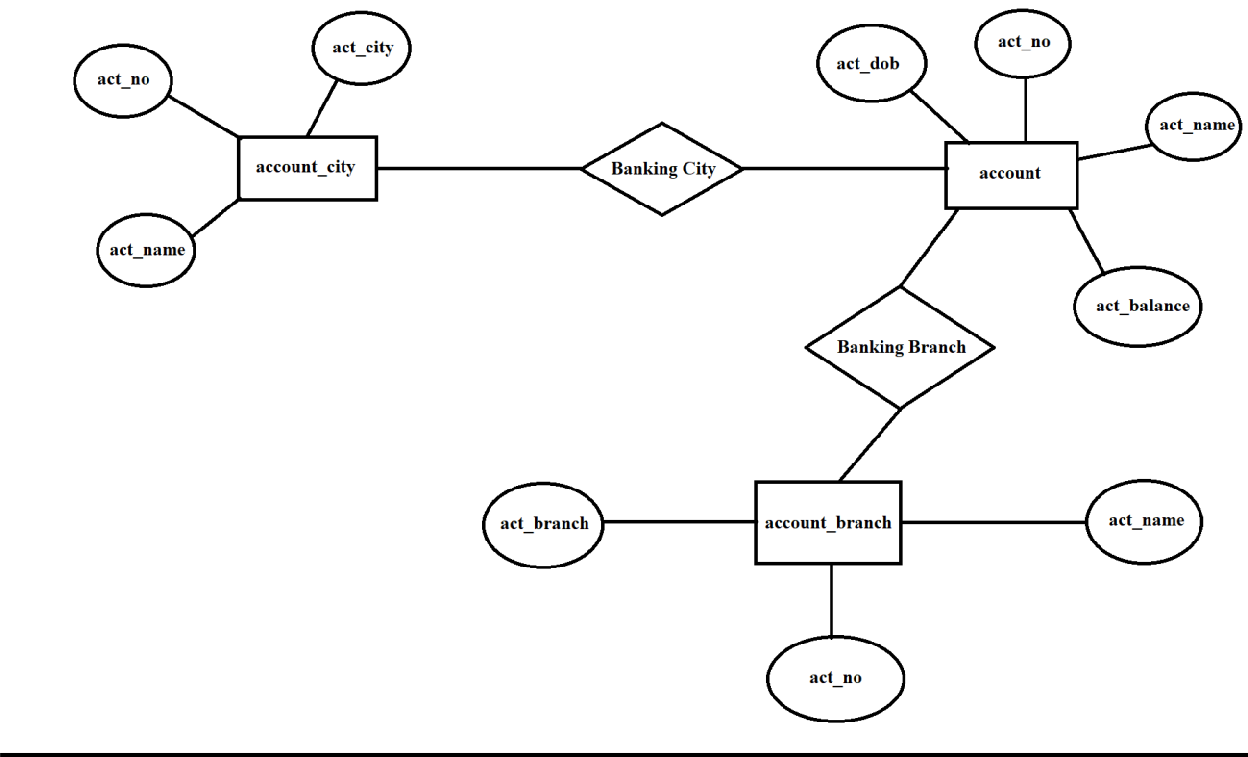 act_no
act_city
act_dob
act_no
act_name
account_city
Banking City
account
act_name
act_balance
Banking Branch
act_branch
account_branch
act_name
act_no